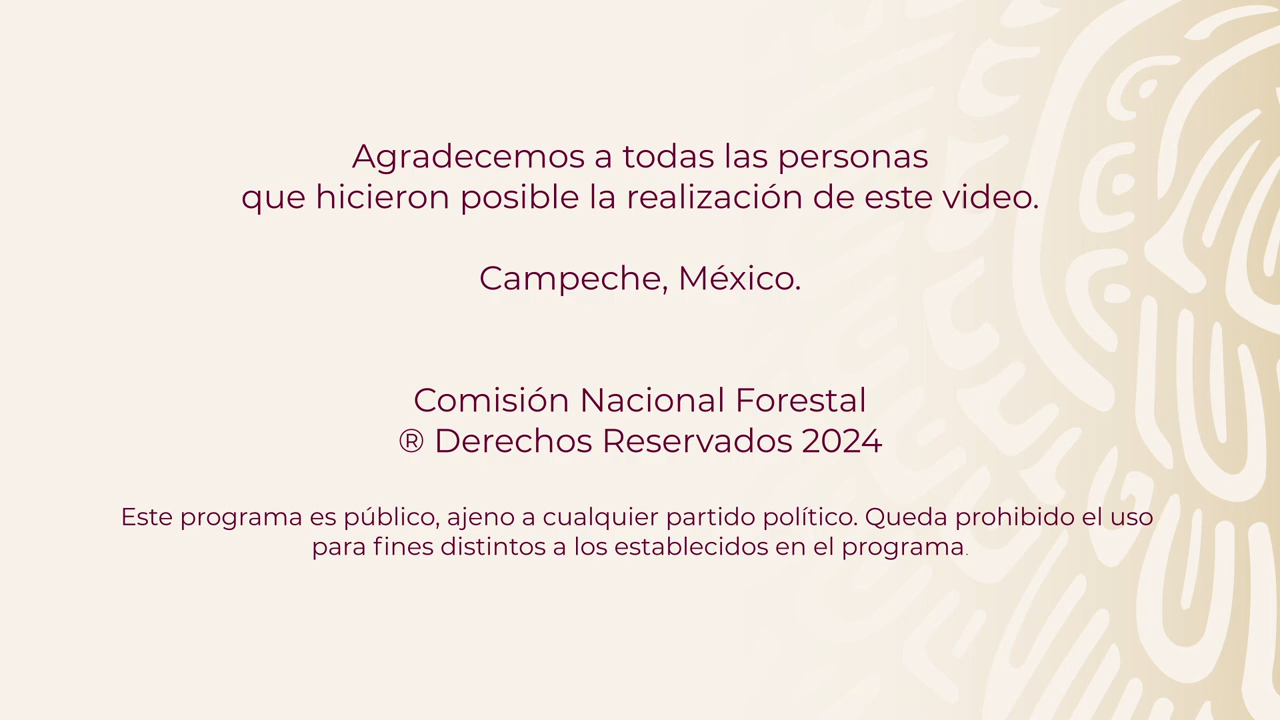 Agradecemos a todas las personas
que hicieron posible la realización de este video.
Campeche, México.
Comisión Nacional Forestal
® Derechos Reservados 2024
Este programa es público, ajeno a cualquier partido político. Queda prohibido el uso
para fines distintos a los establecidos en el programa.